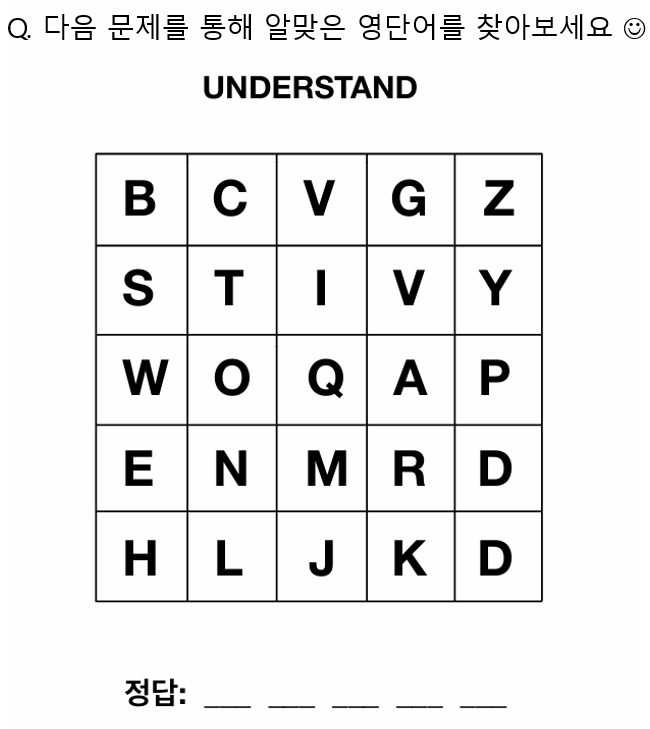 Q. 다음 문제를 통해 알맞은 영단어를 찾아보세요 ☺
UNDERSTAND
B C V G Z
S T I V Y
W O Q A P
E N M R D
H L J K D
정답: ___ ___ ___ ___ ___